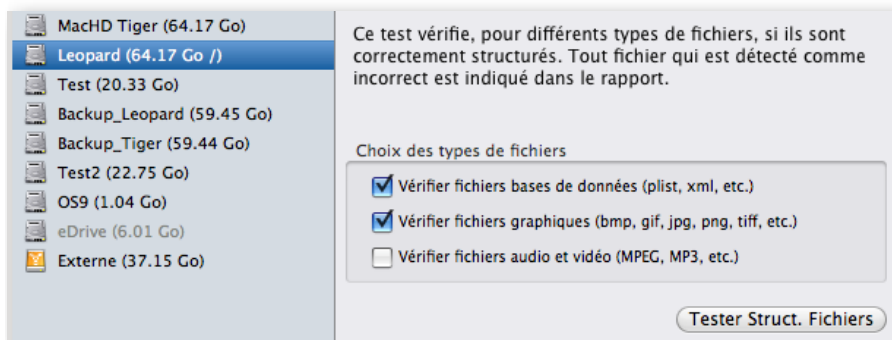 MacHD Tiger (64.17 Go)
Leopard (64.17 Go /)
Test (20.33 Go)
Backup_Leopard (59.45 Go)
Backup_Tiger (59.44 Go)
Test2 (22.75 Go)
OS9 (1.04 Go)
eDrive (6.01 Go)
Externe (37.15 Go)
Ce test vérifie, pour différents types de fichiers, si ils sont
correctement structurés. Tout fichier qui est détecté comme
incorrect est indiqué dans le rapport.
Choix des types de fichiers
Vérifier fichiers bases de données (plist, xml, etc.)
Vérifier fichiers graphiques (bmp, gif, jpg, png, tiff, etc.)
Vérifier fichiers audio et vidéo (MPEG, MP3, etc.)
Tester Struct. Fichiers